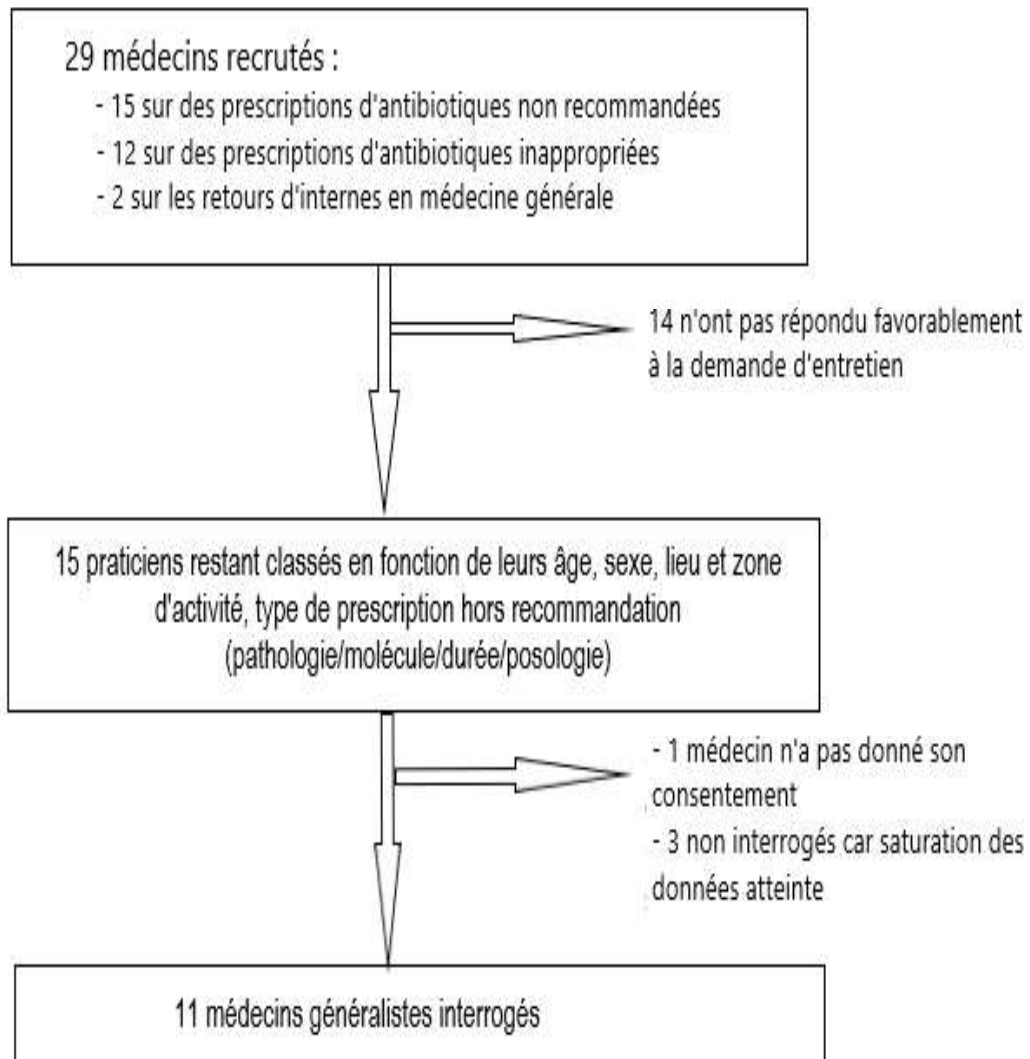 29 médecins recrutés :
- 15 sur des prescriptions d'antibiotiques non recommandées
- 12 sur des prescriptions d'antibiotiques inappropriées
- 2 sur les retours d'internes en médecine générale
14 n'ont pas répondu favorablement
à la demande d'entretien
15 praticiens restant classés en fonction de leurs âge, sexe, lieu et zone
d'activité, type de prescription hors recommandation
(pathologie/molécule/durée/posologie)
- 1 médecin n'a pas donné son
consentement
- 3 non interrogés car saturation des
données atteinte
11 médecins généralistes interrogés